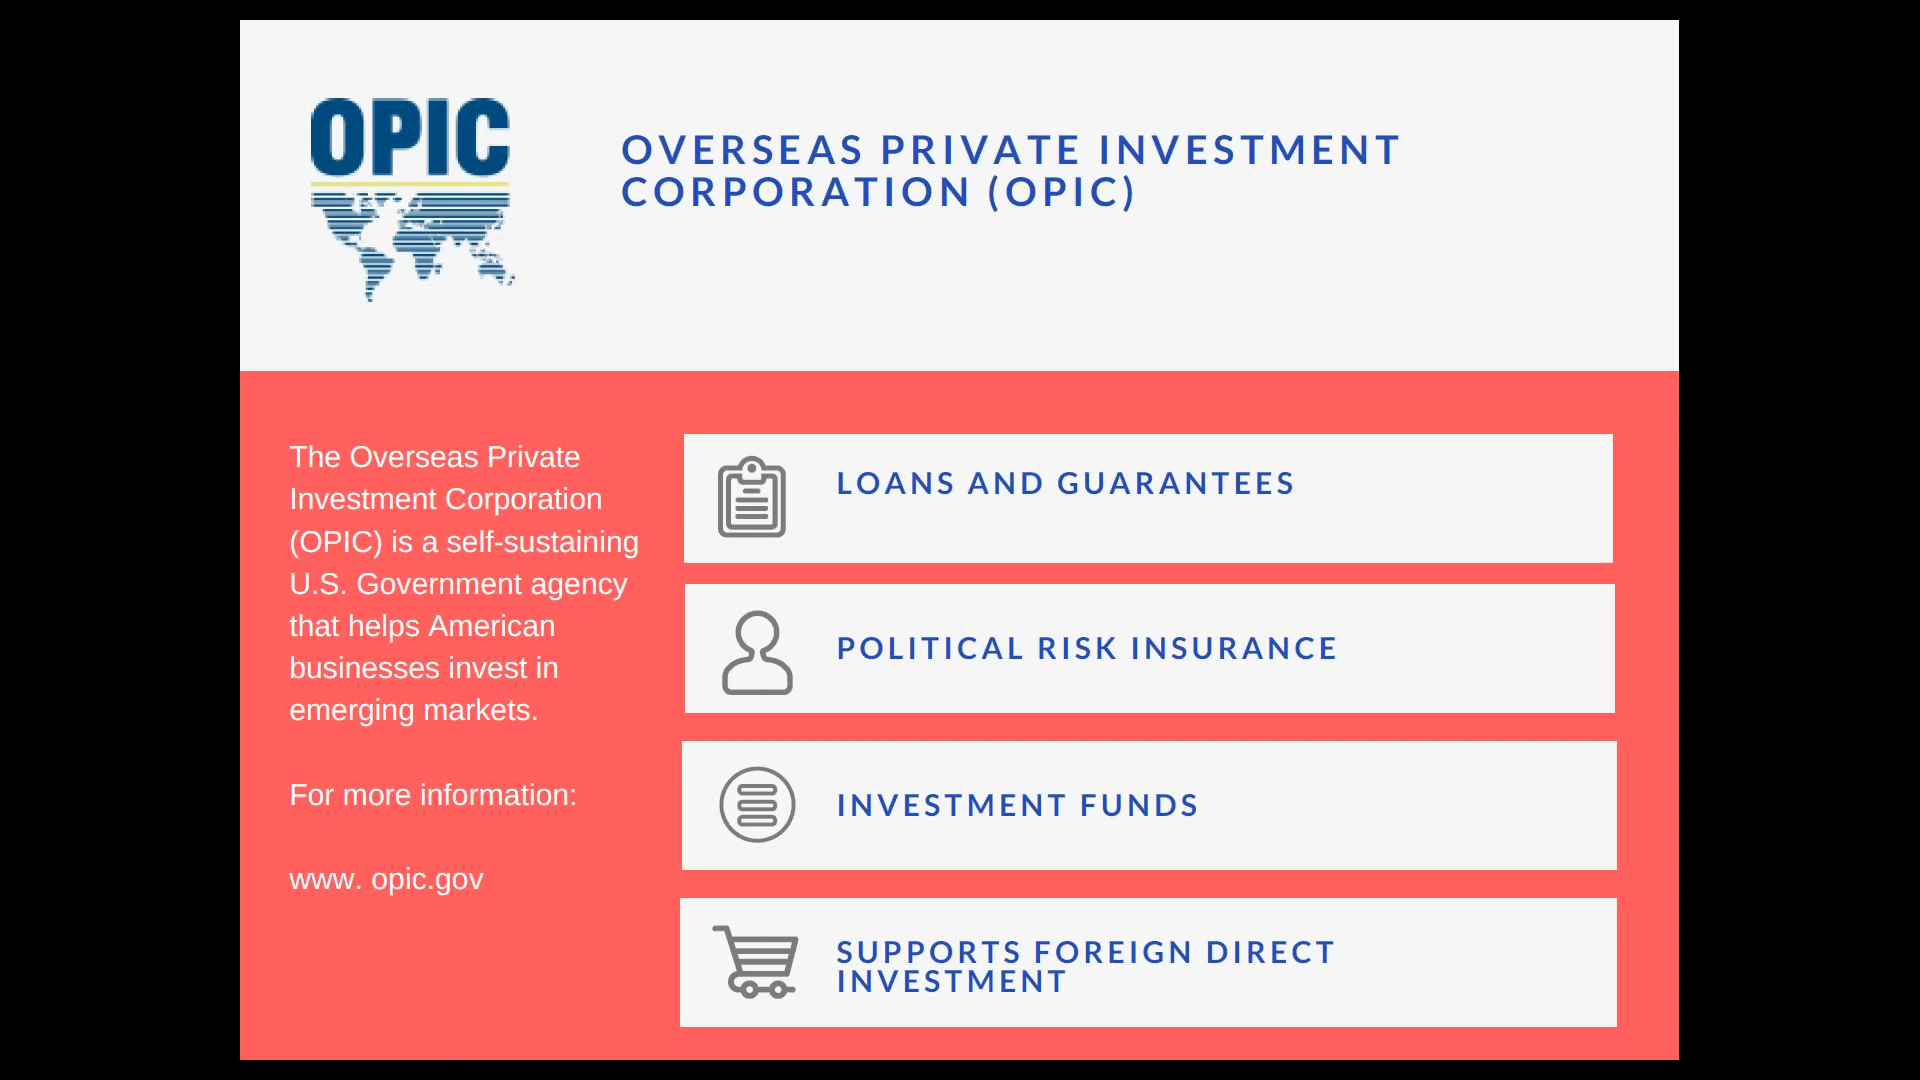 OPIC
OVERSEAS PRIVATE INVESTMENT
CORPORATION (OPIC)
The Overseas Private
Investment Corporation
(OPIC) is a self-sustaining
U.S. Government agency
that helps American
businesses invest in
emerging markets.
For more information:
www. opic.gov
LOANS AND GUARANTEES
POLITICAL RISK INSURANCE
INVESTMENT FUNDS
SUPPORTS FOREIGN DIRECT
INVESTMENT